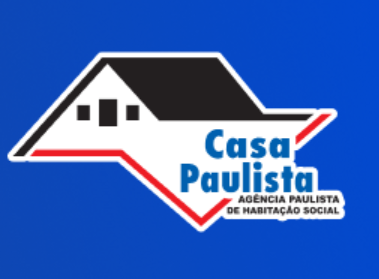 Casa
Paulista
AGÊNCIA PAULISTA
DE HABITAÇÃO SOCIAL